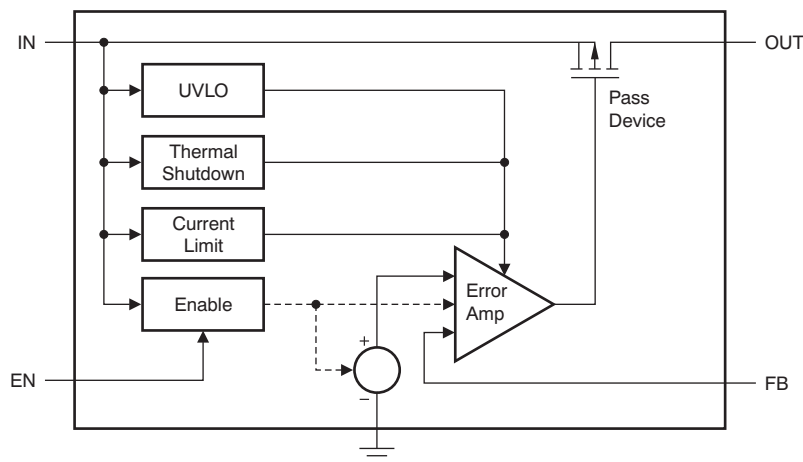 IN
OUT
UVLO
Pass
Device
Thermal
Shutdown
Current
Limit
Error
Amp
Enable
+
−
EN
FB